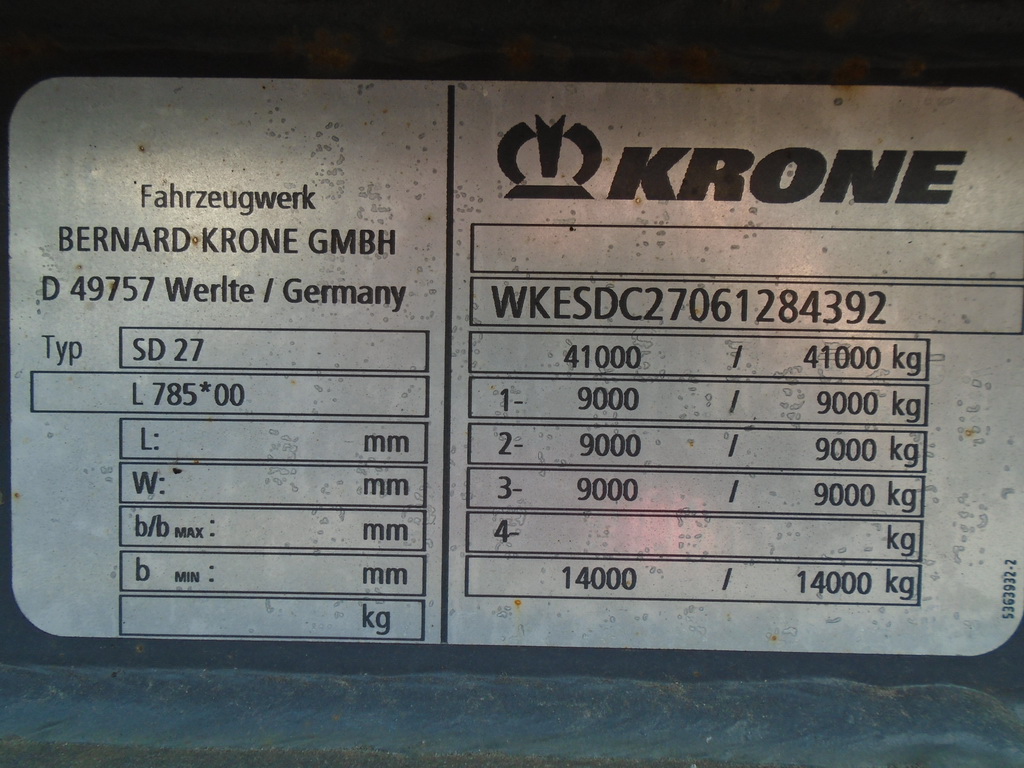 Fahrzeugwerk
BERNARD KRONE GMBH
D 49757 Werlte / Germany
Typ SD 27
L 785*00
L: mm
W: mm
b/b MAX : mm
b MIN : mm
kg
KRONE
WKESDC27061284392
41000 / 41000 kg
1- 9000 / 9000 kg
2- 9000 / 9000 kg
3- 9000 / 9000 kg
4- kg
14000 / 14000 kg
5363932-2